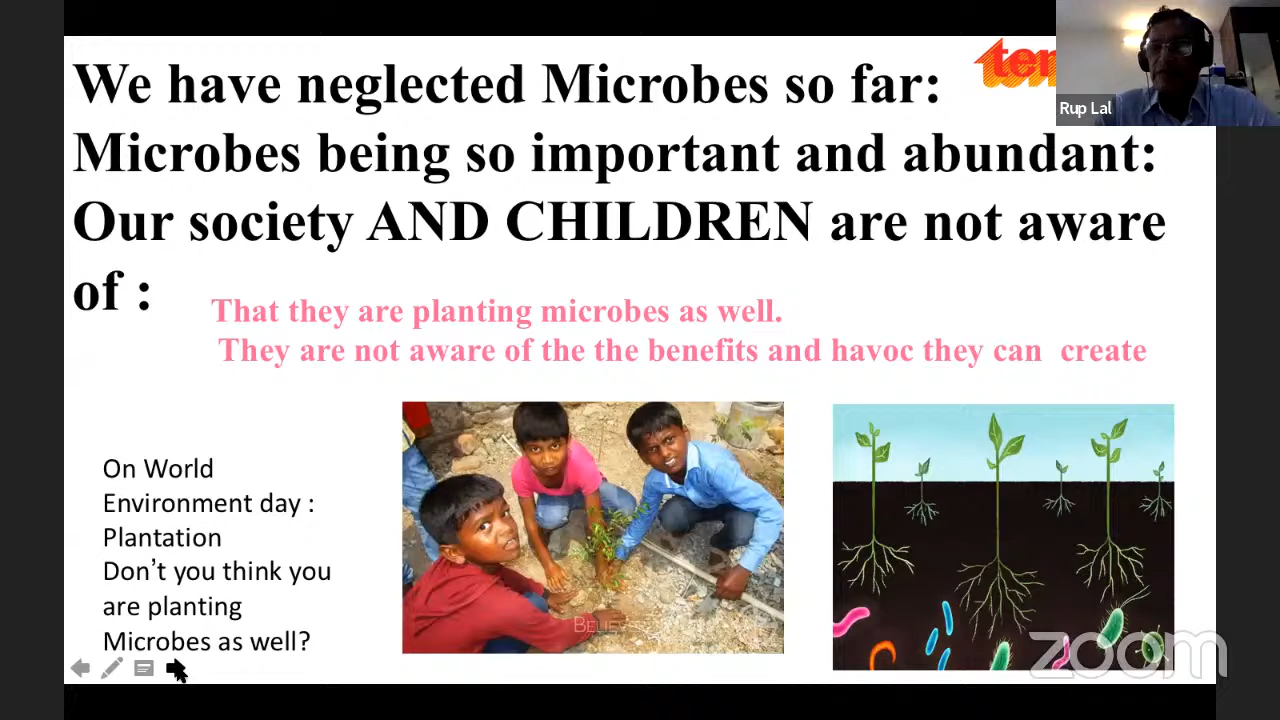 We have neglected Microbes so far:
Microbes being so important and abundant:
Our society AND CHILDREN are not aware
of :
Rup Lal
That they are planting microbes as well.
They are not aware of the the benefits and havoc they can create
On World
Environment day :
Plantation
Don't you think you
are planting
Microbes as well?
zoom